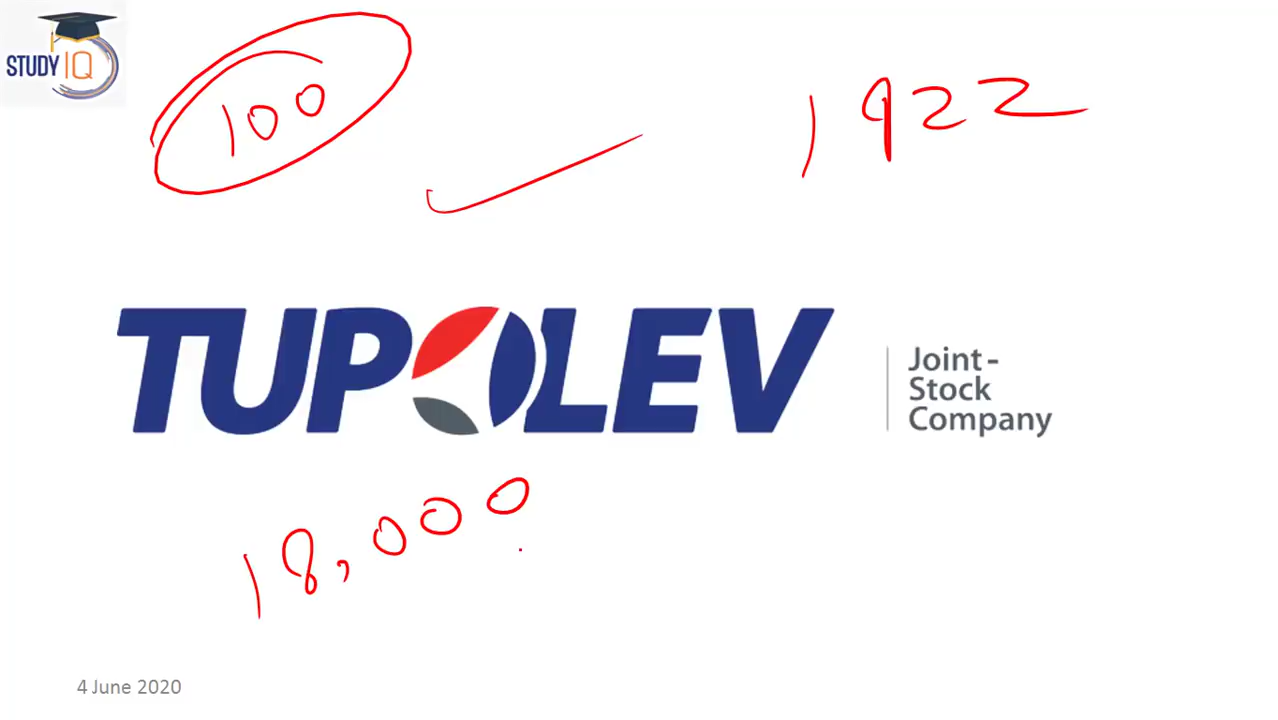 STUDY IQ
100
1922
TUPOLEV
Joint-
Stock
Company
18,000
4 June 2020